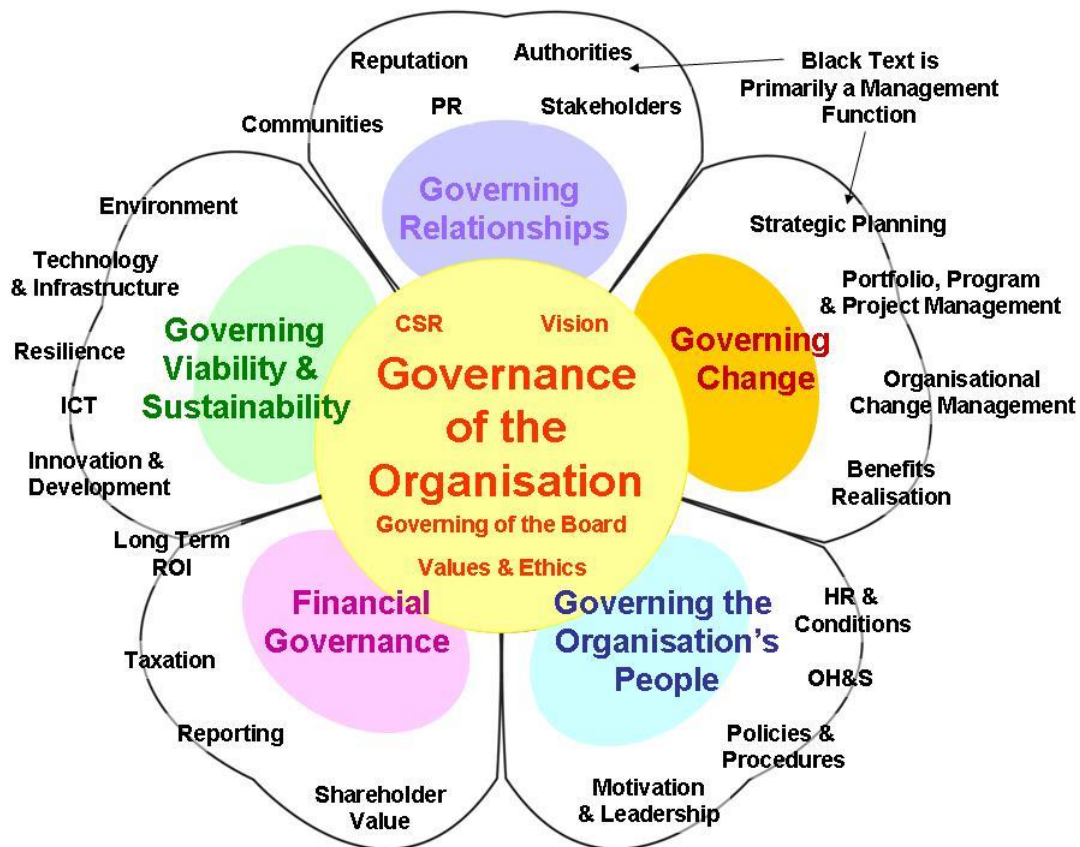 Reputation
Authorities
PR
Stakeholders
Communities
Black Text is
Primarily a Management
Function
Governing
Relationships
Environment
Technology
& Infrastructure
Resilience
ICT
Innovation &
Development
Governing
Viability &
Sustainability
CSR
Vision
Governance
of the
Organisation
Governing of the Board
Values & Ethics
Governing
Change
Strategic Planning
Portfolio, Program
& Project Management
Organisational
Change Management
Benefits
Realisation
Long Term
ROI
Taxation
Reporting
Shareholder
Value
Financial
Governance
Governing the
Organisation's
People
HR &
Conditions
OH&S
Policies &
Procedures
Motivation
& Leadership